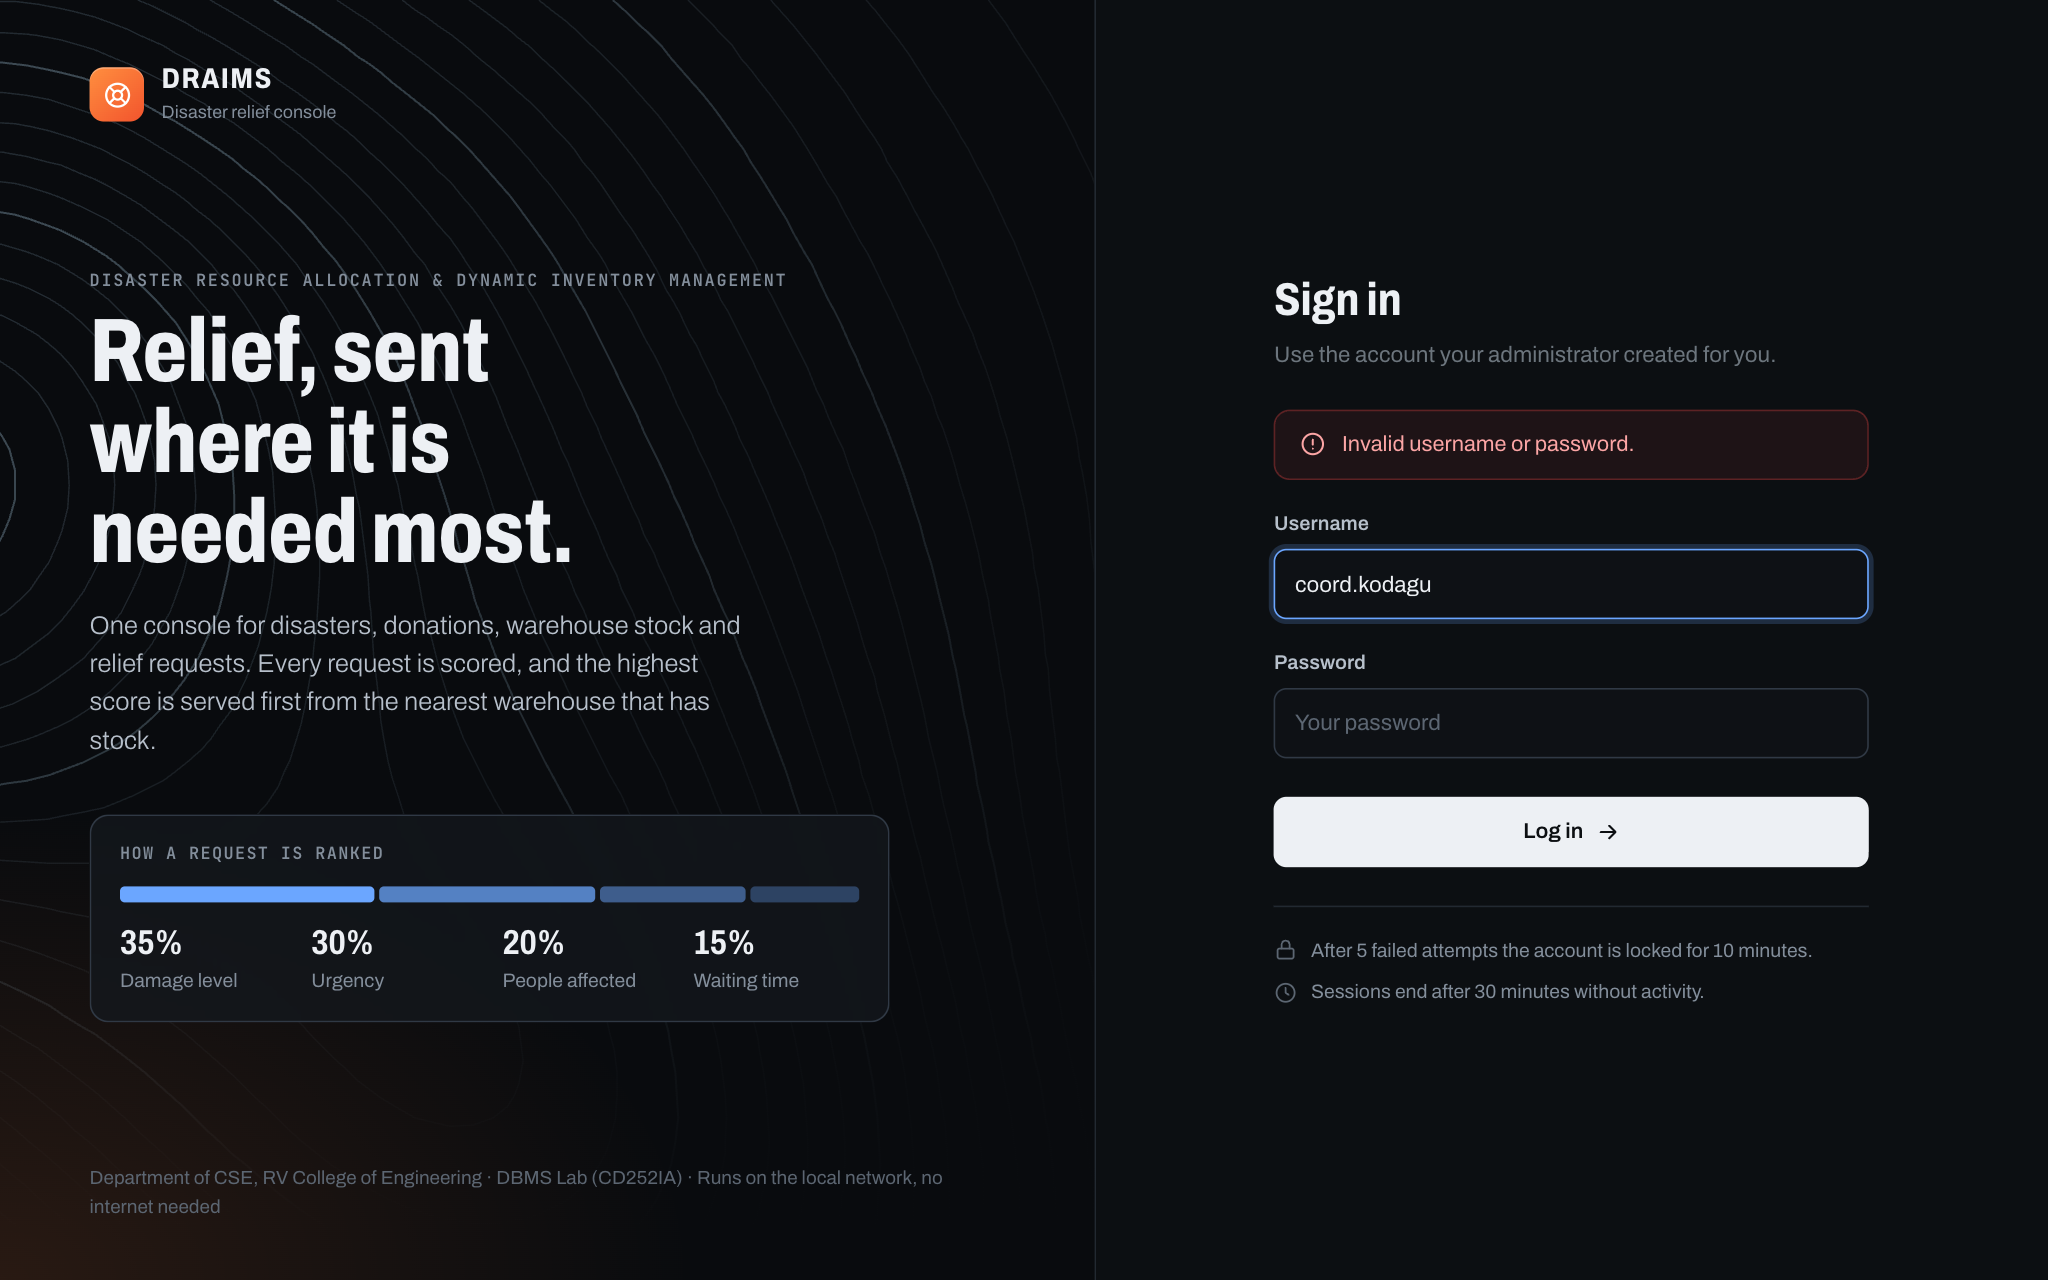 DRAIMS
Disaster relief console
DISASTER RESOURCE ALLOCATION & DYNAMIC INVENTORY MANAGEMENT
Relief, sent
where it is
needed most.
One console for disasters, donations, warehouse stock and
relief requests. Every request is scored, and the highest
score is served first from the nearest warehouse that has
stock.
HOW A REQUEST IS RANKED
35% 30% 20% 15%
Damage level Urgency People affected Waiting time
Department of CSE, RV College of Engineering · DBMS Lab (CD252IA) · Runs on the local network, no
internet needed
Sign in
Use the account your administrator created for you.
Invalid username or password.
Username
coord.kodagu
Password
Your password
Log in →
After 5 failed attempts the account is locked for 10 minutes.
Sessions end after 30 minutes without activity.